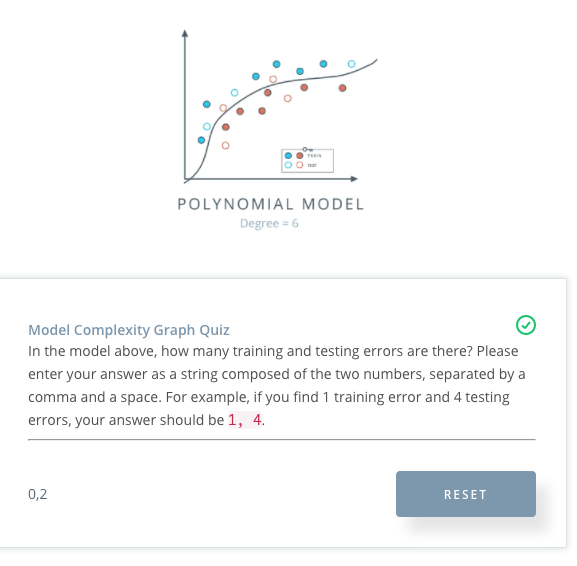 TRAIN
TEST
POLYNOMIAL MODEL
Degree = 6
Model Complexity Graph Quiz
In the model above, how many training and testing errors are there? Please
enter your answer as a string composed of the two numbers, separated by a
comma and a space. For example, if you find 1 training error and 4 testing
errors, your answer should be 1, 4.
0,2
RESET